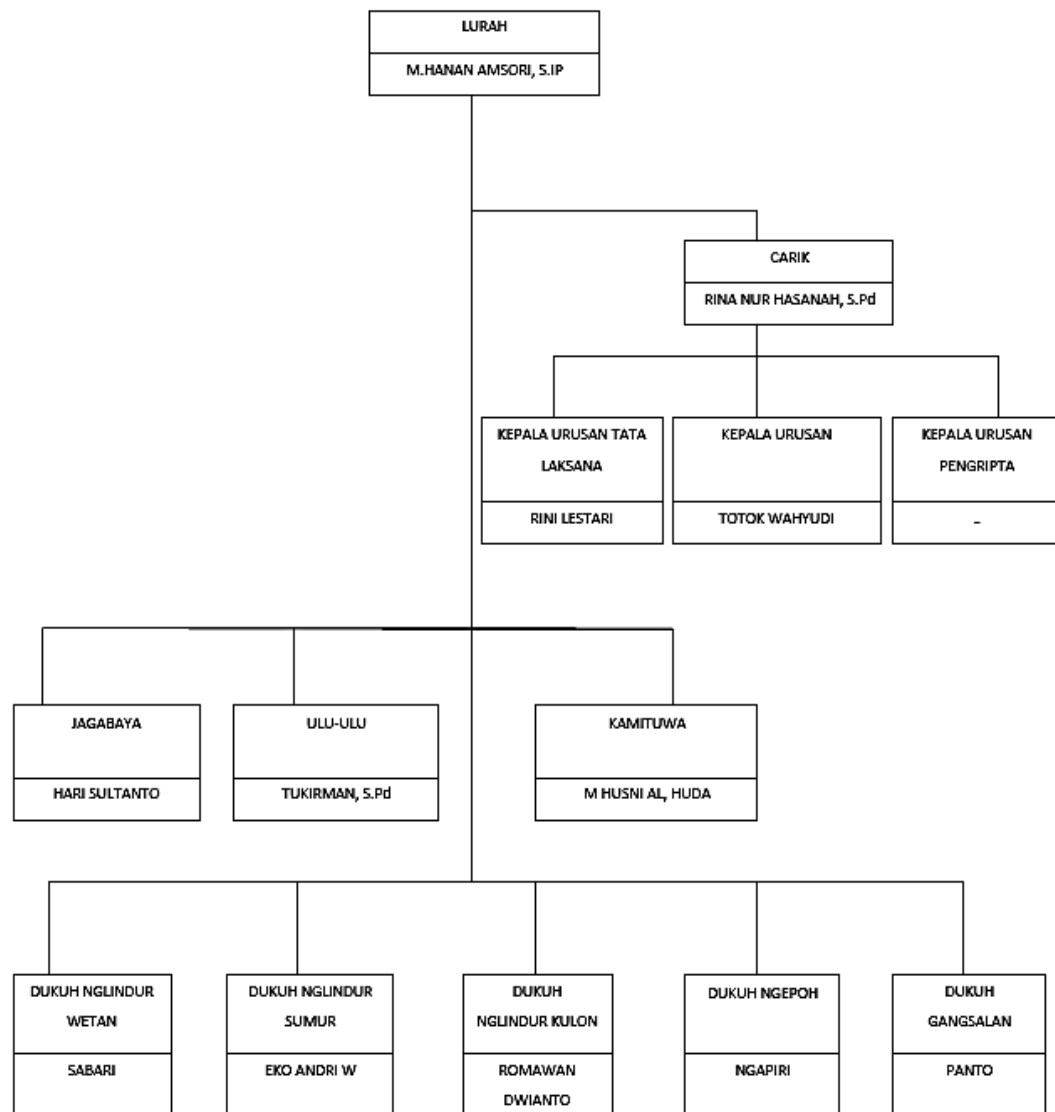 LURAH
M.HANAN AMSORI, S.IP
CARIK
RINA NUR HASANAH, S.Pd
KEPALA URUSAN TATA
LAKSANA
RINI LESTARI
KEPALA URUSAN
TOTOK WAHYUDI
KEPALA URUSAN
PENGRIPTA
-
JAGABAYA
HARI SULTANTO
ULU-ULU
TUKIRMAN, S.Pd
KAMITUWA
M HUSNI AL, HUDA
DUKUH NGLINDUR
WETAN
SABARI
DUKUH NGLINDUR
SUMUR
EKO ANDRI W
DUKUH
NGLINDUR KULON
ROMAWAN
DWIANTO
DUKUH NGEPOH
NGAPIRI
DUKUH
GANGSALAN
PANTO